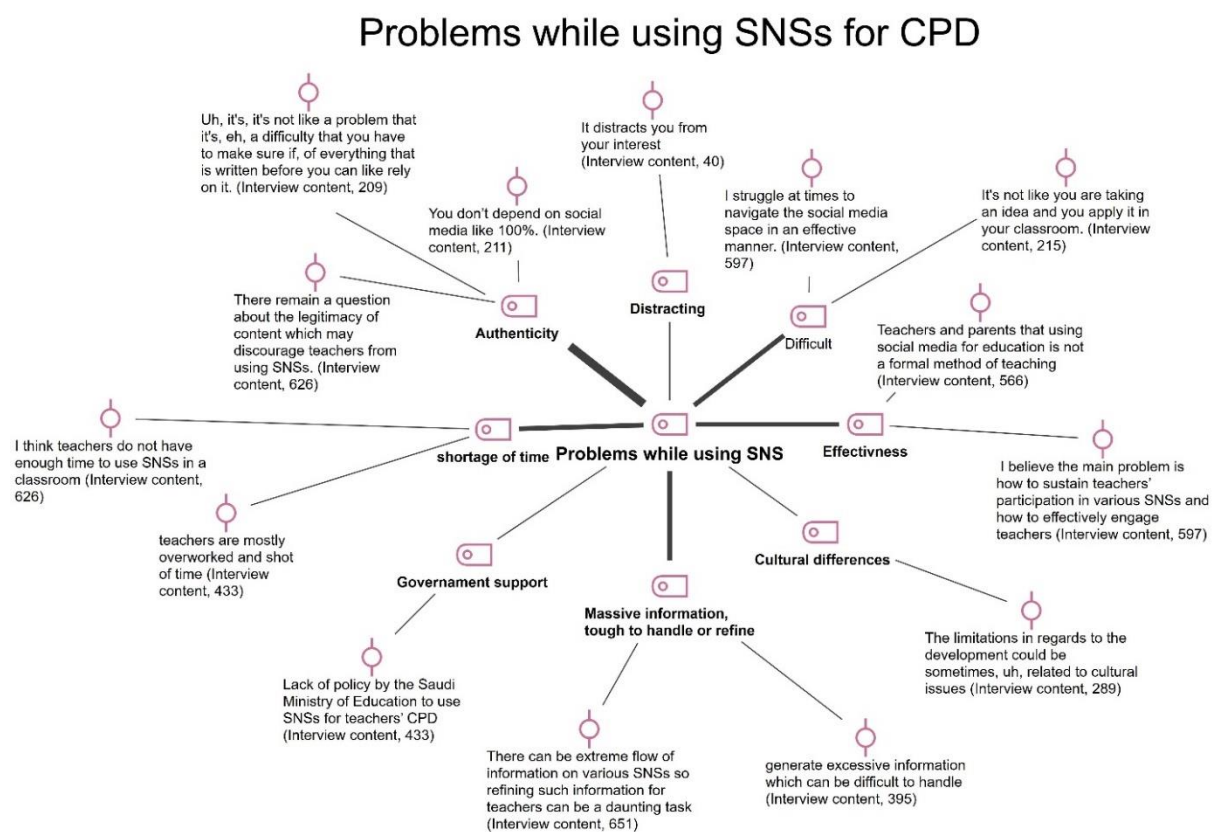 Problems while using SNSs for CPD
Uh, it's, it's not like a problem that
it's, eh, a difficulty that you have
to make sure if, of everything that
is written before you can like rely
on it. (Interview content, 209)
You don't depend on social
media like 100%. (Interview
content, 211)
It distracts you from
your interest
(Interview content, 40)
I struggle at times to
navigate the social media
space in an effective
manner. (Interview content,
597)
It's not like you are taking
an idea and you apply it in
your classroom. (Interview
content, 215)
There remain a question
about the legitimacy of
content which may
discourage teachers from
using SNSs. (Interview
content, 626)
Authenticity
Distracting
Difficult
Teachers and parents that using
social media for education is not
a formal method of teaching
(Interview content, 566)
I think teachers do not have
enough time to use SNSs in a
classroom (Interview content,
626)
shortage of time
Problems while using SNS
Effectivness
I believe the main problem is
how to sustain teachers'
participation in various SNSs and
how to effectively engage
teachers (Interview content, 597)
teachers are mostly
overworked and shot
of time (Interview
content, 433)
Governament support
Massive information,
tough to handle or refine
Cultural differences
The limitations in regards to the
development could be
sometimes, uh, related to cultural
issues (Interview content, 289)
Lack of policy by the Saudi
Ministry of Education to use
SNSs for teachers' CPD
(Interview content, 433)
There can be extreme flow of
information on various SNSs so
refining such information for
teachers can be a daunting task
(Interview content, 651)
generate excessive information
which can be difficult to handle
(Interview content, 395)